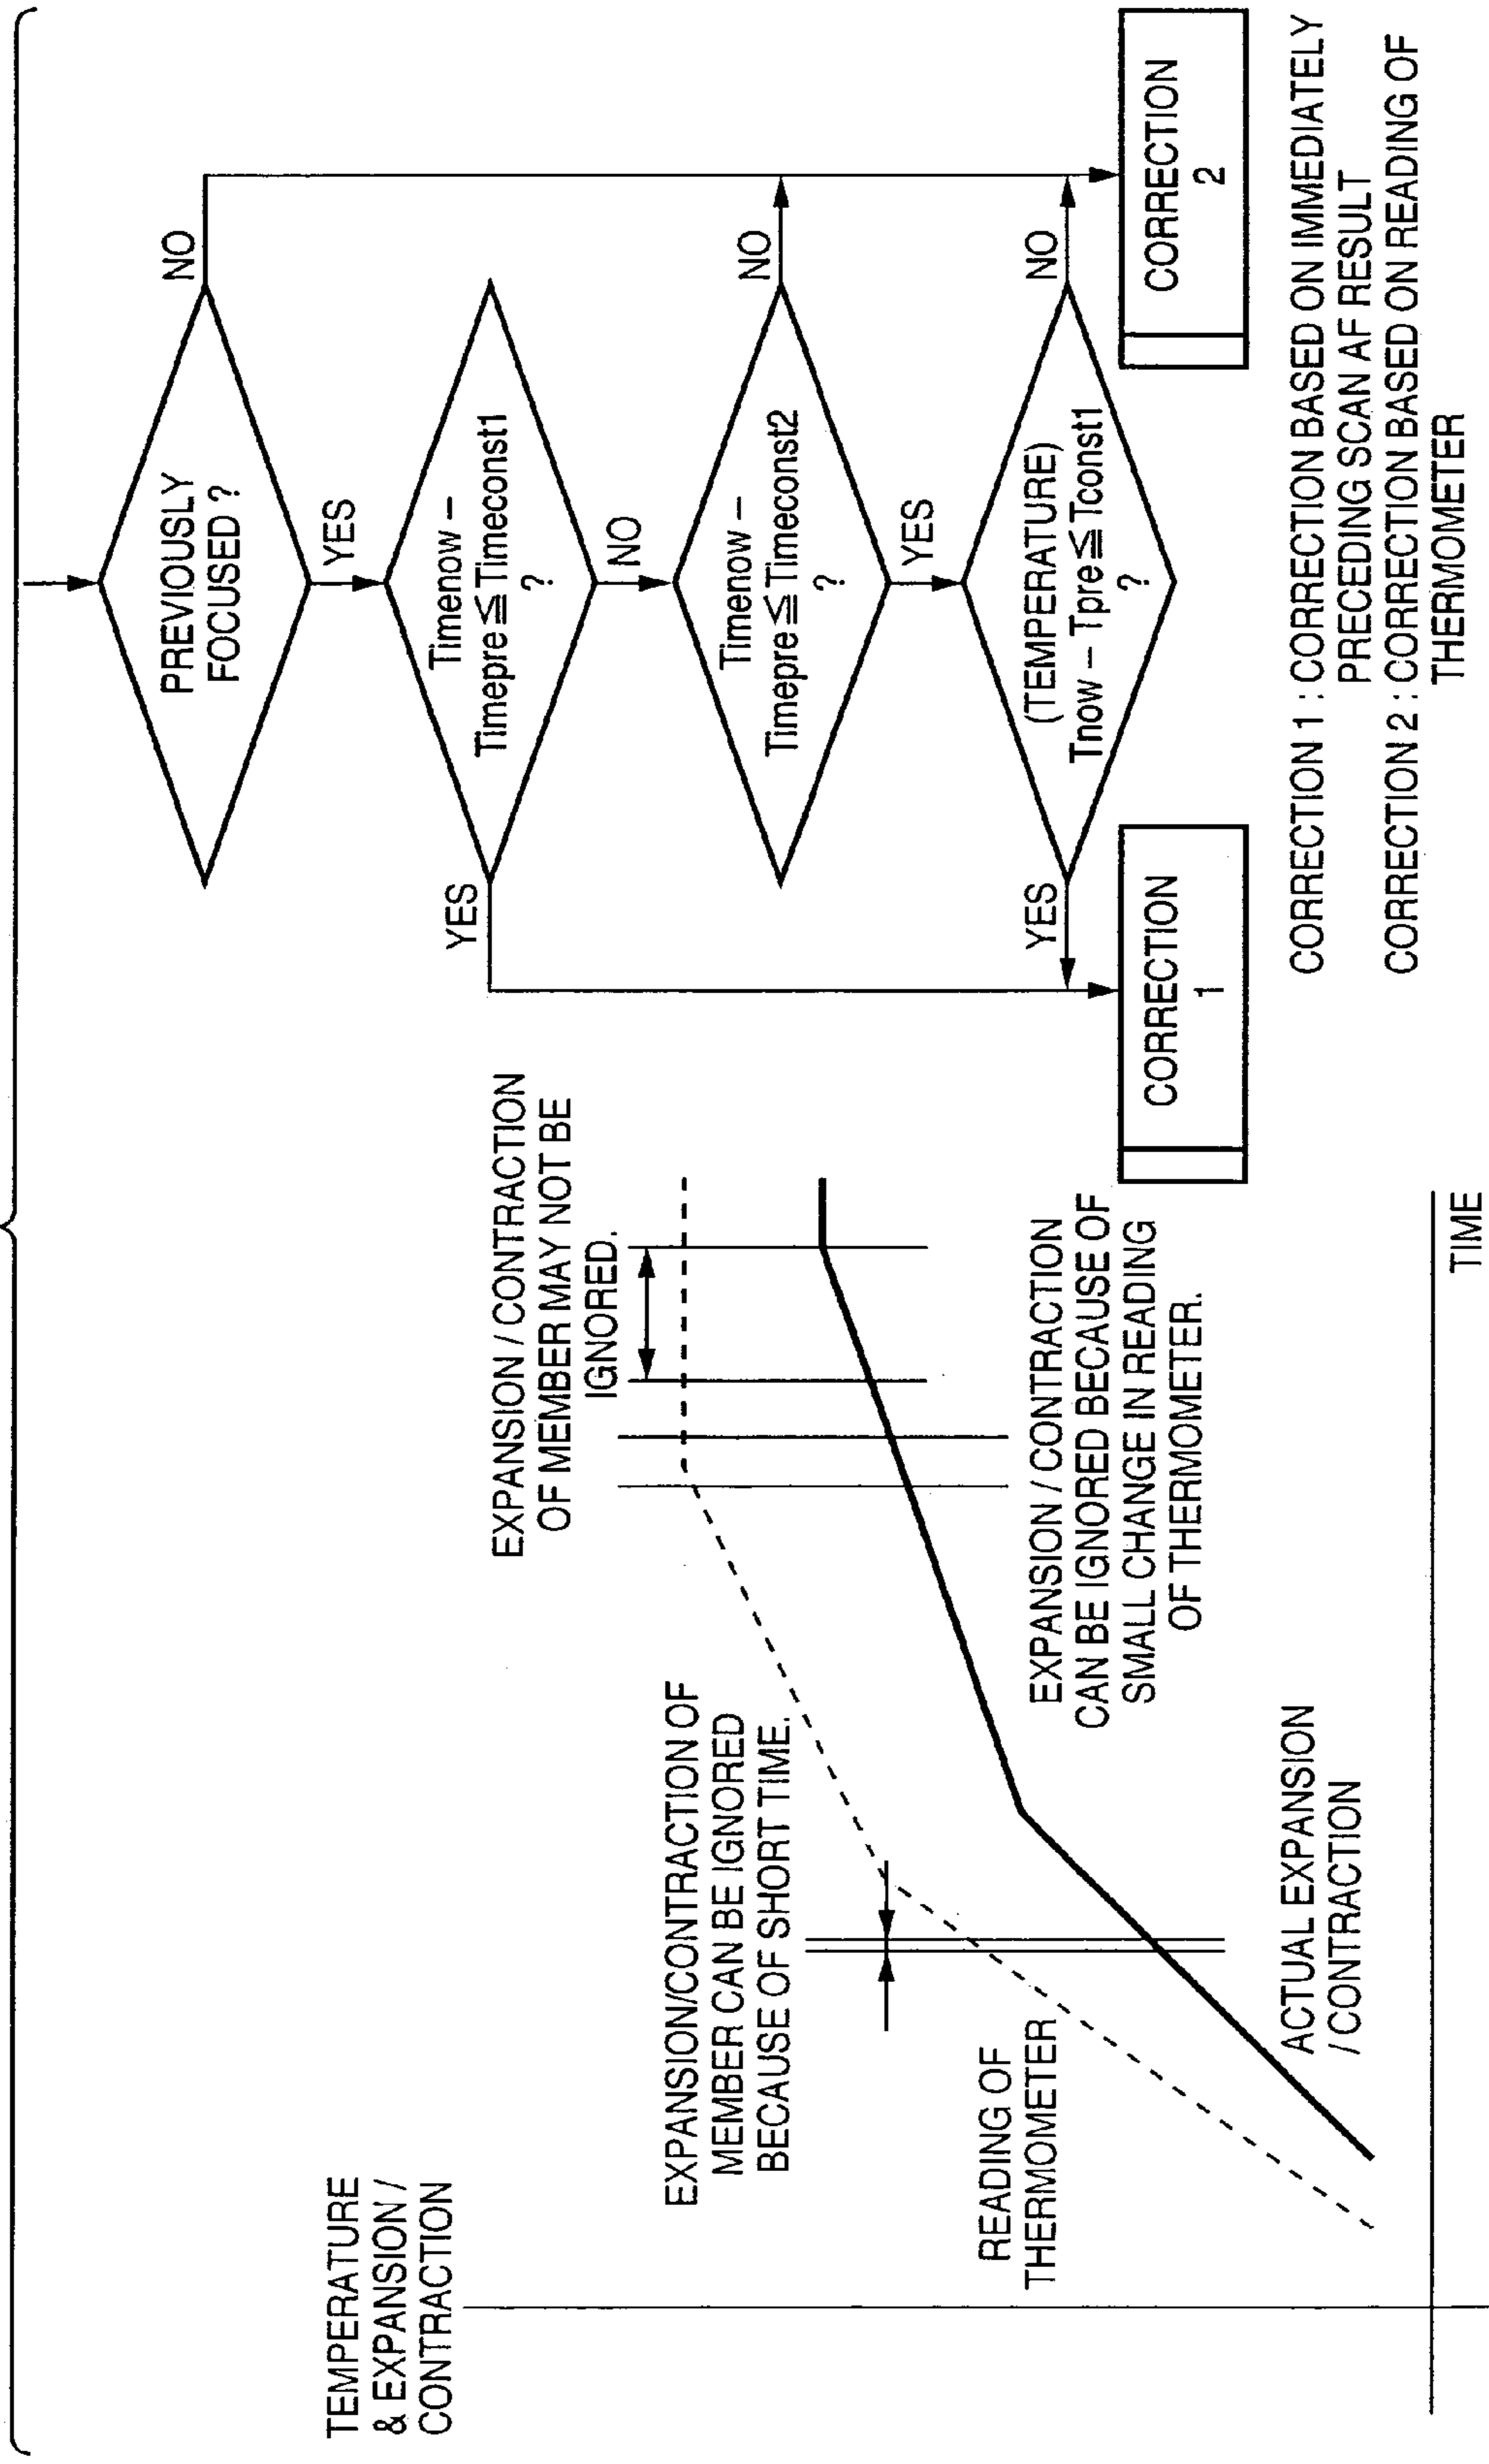 TEMPERATURE
& EXPANSION /
CONTRACTION
EXPANSION / CONTRACTION
OF MEMBER MAY NOT BE
IGNORED.
EXPANSION/CONTRACTION OF
MEMBER CAN BE IGNORED
BECAUSE OF SHORT TIME.
READING OF
THERMOMETER
EXPANSION / CONTRACTION
CAN BE IGNORED BECAUSE OF
SMALL CHANGE IN READING
OF THERMOMETER.
ACTUAL EXPANSION
/ CONTRACTION
TIME
PREVIOUSLY
FOCUSED ?
NO
YES
Timenow –
Timepre ≦ Timeconst1
?
YES
NO
Timenow –
Timepre ≦ Timeconst2
?
NO
YES
(TEMPERATURE)
Tnow – Tpre ≦ Tconst1
?
YES
NO
CORRECTION
1
CORRECTION
2
CORRECTION 1 : CORRECTION BASED ON IMMEDIATELY
PRECEDING SCAN AF RESULT
CORRECTION 2 : CORRECTION BASED ON READING OF
THERMOMETER